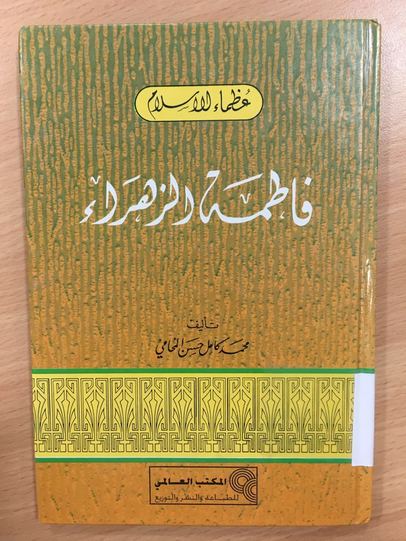 عظماء الإسلام
فاطمة الزهراء
تأليف
محمد كامل حسن المحامي
المكتب العالمي
للطباعة والنشر والتوزيع